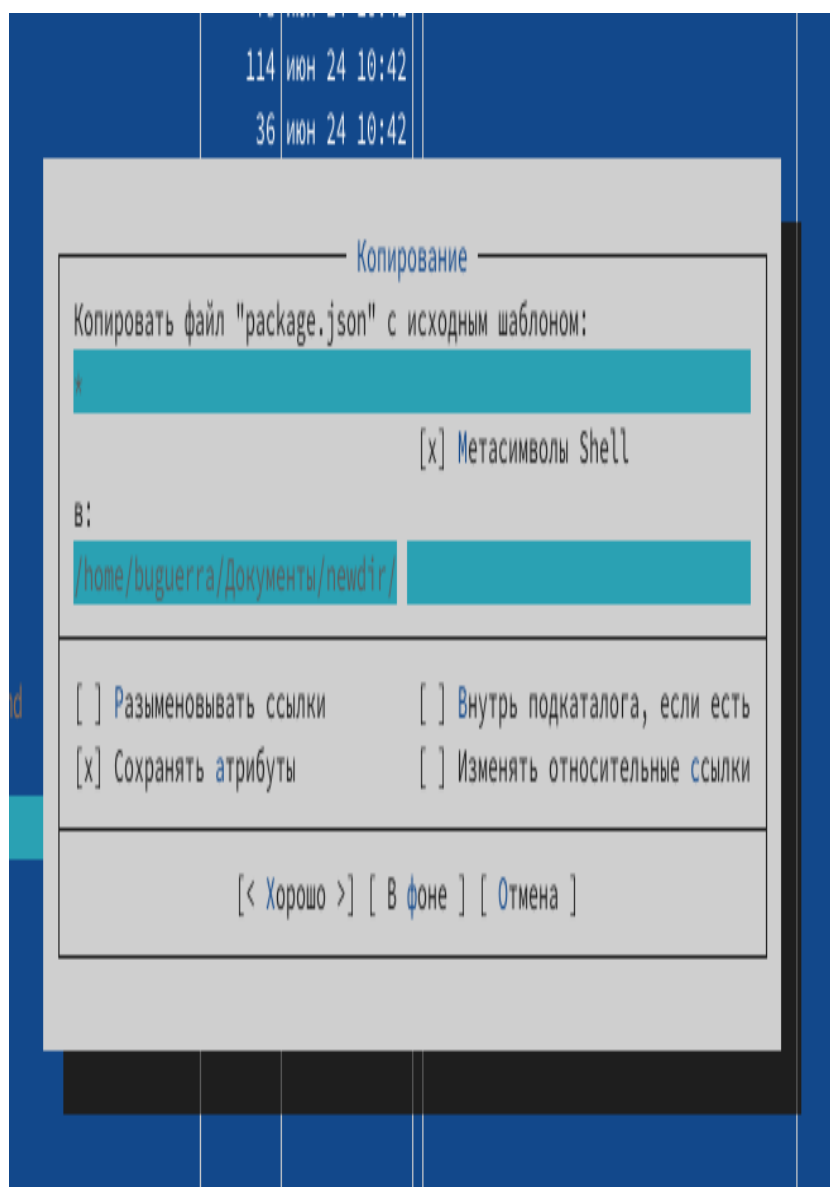 114 июн 24 10:42
36 июн 24 10:42
Копирование
Копировать файл "package.json" с исходным шаблоном:
*
[x] Метасимволы Shell
в:
/home/buguerra/Документы/newdir/
[ ] Разыменовывать ссылки [ ] Внутрь подкаталога, если есть
[x] Сохранять атрибуты [ ] Изменять относительные ссылки
[< Хорошо >] [ В фоне ] [ Отмена ]